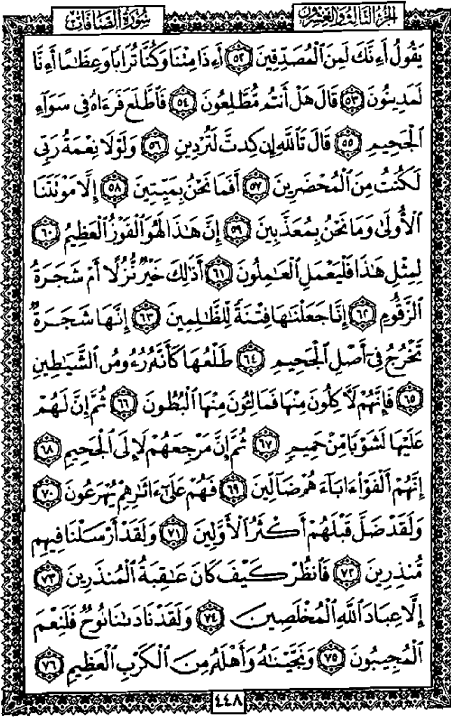 الجزء الثالث والعشرون سورة الصافات
يَقُولُ أَءِنَّكَ لَمِنَ ٱلْمُصَدِّقِينَ ٥٢ أَءِذَا مِتْنَا وَكُنَّا تُرَابًا وَعِظَـٰمًا أَءِنَّا
لَمَدِينُونَ ٥٣ قَالَ هَلْ أَنتُم مُّطَّلِعُونَ ٥٤ فَٱطَّلَعَ فَرَءَاهُ فِى سَوَآءِ
ٱلْجَحِيمِ ٥٥ قَالَ تَٱللَّهِ إِن كِدتَّ لَتُرْدِينِ ٥٦ وَلَوْلَا نِعْمَةُ رَبِّى
لَكُنتُ مِنَ ٱلْمُحْضَرِينَ ٥٧ أَفَمَا نَحْنُ بِمَيِّتِينَ ٥٨ إِلَّا مَوْتَتَنَا
ٱلْأُولَىٰ وَمَا نَحْنُ بِمُعَذَّبِينَ ٥٩ إِنَّ هَـٰذَا لَهُوَ ٱلْفَوْزُ ٱلْعَظِيمُ ٦٠
لِمِثْلِ هَـٰذَا فَلْيَعْمَلِ ٱلْعَـٰمِلُونَ ٦١ أَذَٰلِكَ خَيْرٌ نُّزُلًا أَمْ شَجَرَةُ
ٱلزَّقُّومِ ٦٢ إِنَّا جَعَلْنَـٰهَا فِتْنَةً لِّلظَّـٰلِمِينَ ٦٣ إِنَّهَا شَجَرَةٌ
تَخْرُجُ فِىٓ أَصْلِ ٱلْجَحِيمِ ٦٤ طَلْعُهَا كَأَنَّهُۥ رُءُوسُ ٱلشَّيَـٰطِينِ
٦٥ فَإِنَّهُمْ لَـَٔاكِلُونَ مِنْهَا فَمَالِـُٔونَ مِنْهَا ٱلْبُطُونَ ٦٦ ثُمَّ إِنَّ لَهُمْ
عَلَيْهَا لَشَوْبًا مِّنْ حَمِيمٍ ٦٧ ثُمَّ إِنَّ مَرْجِعَهُمْ لَإِلَى ٱلْجَحِيمِ ٦٨
إِنَّهُمْ أَلْفَوْا۟ ءَابَآءَهُمْ ضَآلِّينَ ٦٩ فَهُمْ عَلَىٰٓ ءَاثَـٰرِهِمْ يُهْرَعُونَ ٧٠
وَلَقَدْ ضَلَّ قَبْلَهُمْ أَكْثَرُ ٱلْأَوَّلِينَ ٧١ وَلَقَدْ أَرْسَلْنَا فِيهِم
مُّنذِرِينَ ٧٢ فَٱنظُرْ كَيْفَ كَانَ عَـٰقِبَةُ ٱلْمُنذَرِينَ ٧٣
إِلَّا عِبَادَ ٱللَّهِ ٱلْمُخْلَصِينَ ٧٤ وَلَقَدْ نَادَىٰنَا نُوحٌ فَلَنِعْمَ
ٱلْمُجِيبُونَ ٧٥ وَنَجَّيْنَـٰهُ وَأَهْلَهُۥ مِنَ ٱلْكَرْبِ ٱلْعَظِيمِ ٧٦
٤٤٨